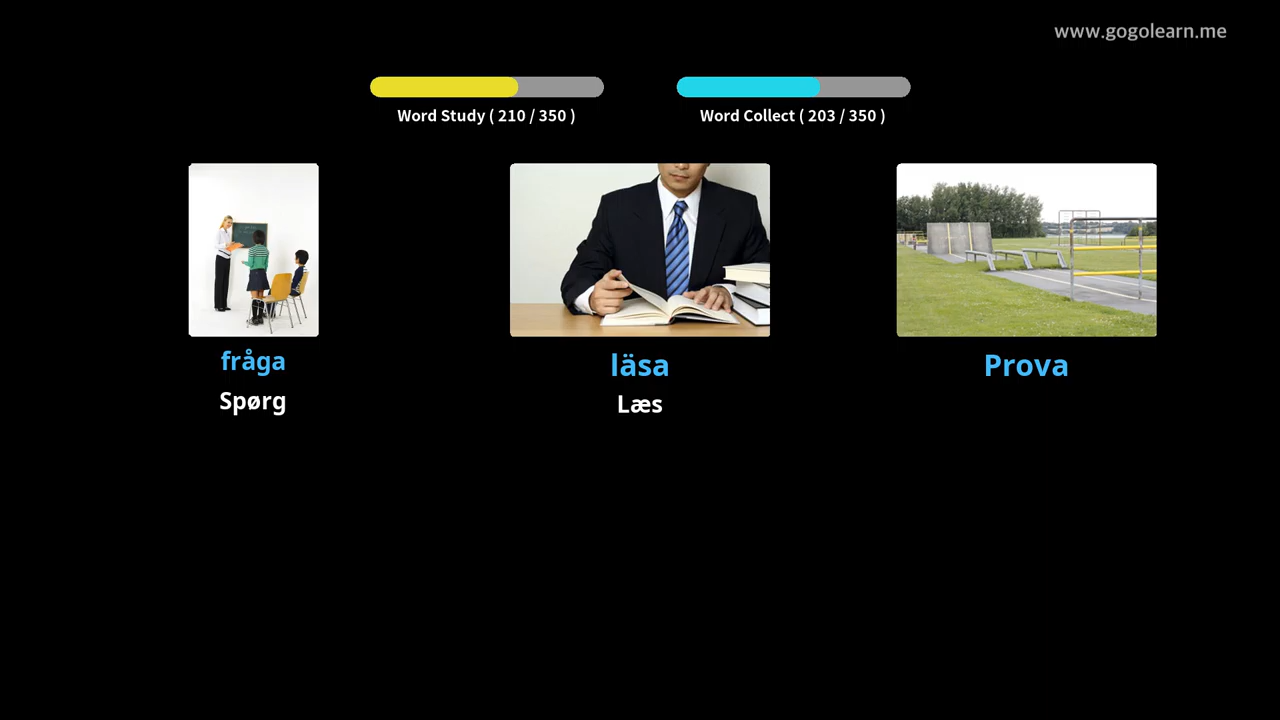 www.gogolearn.me
Word Study ( 210 / 350 )
Word Collect ( 203 / 350 )
fråga
Spørg
läsa
Læs
Prova